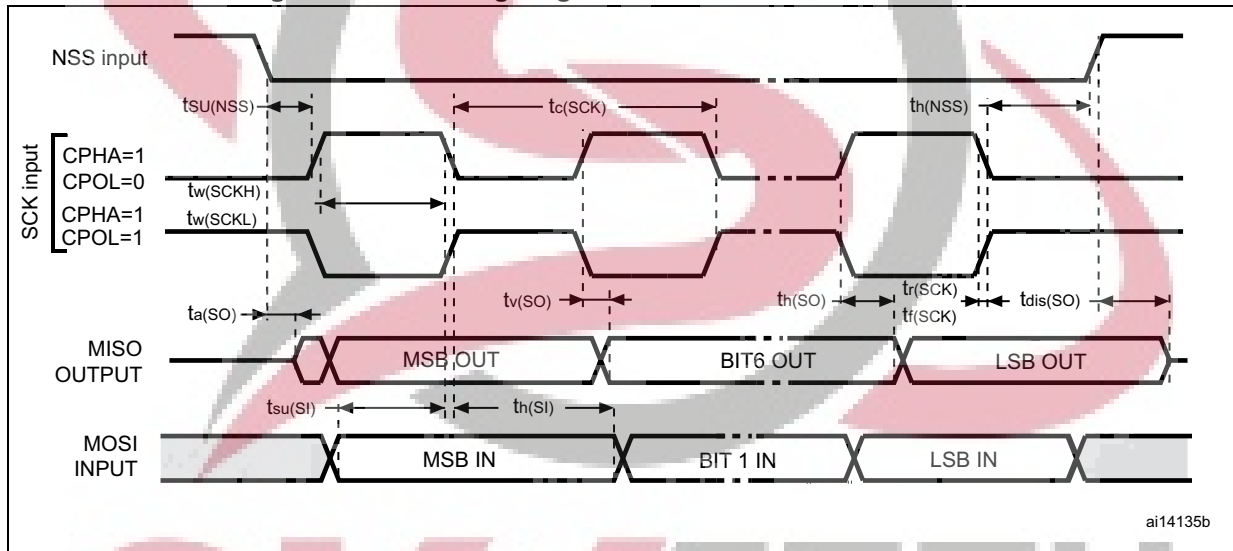 NSS input
tSU(NSS)
tc(SCK)
th(NSS)
SCK input
CPHA=1
CPOL=0
tw(SCKH)
CPHA=1
tw(SCKL)
CPOL=1
tv(SO)
th(SO)
tr(SCK)
tf(SCK)
tdis(SO)
ta(SO)
MISO
OUTPUT
MSB OUT
BIT6 OUT
LSB OUT
tsu(SI)
th(SI)
MOSI
INPUT
MSB IN
BIT 1 IN
LSB IN
ai14135b